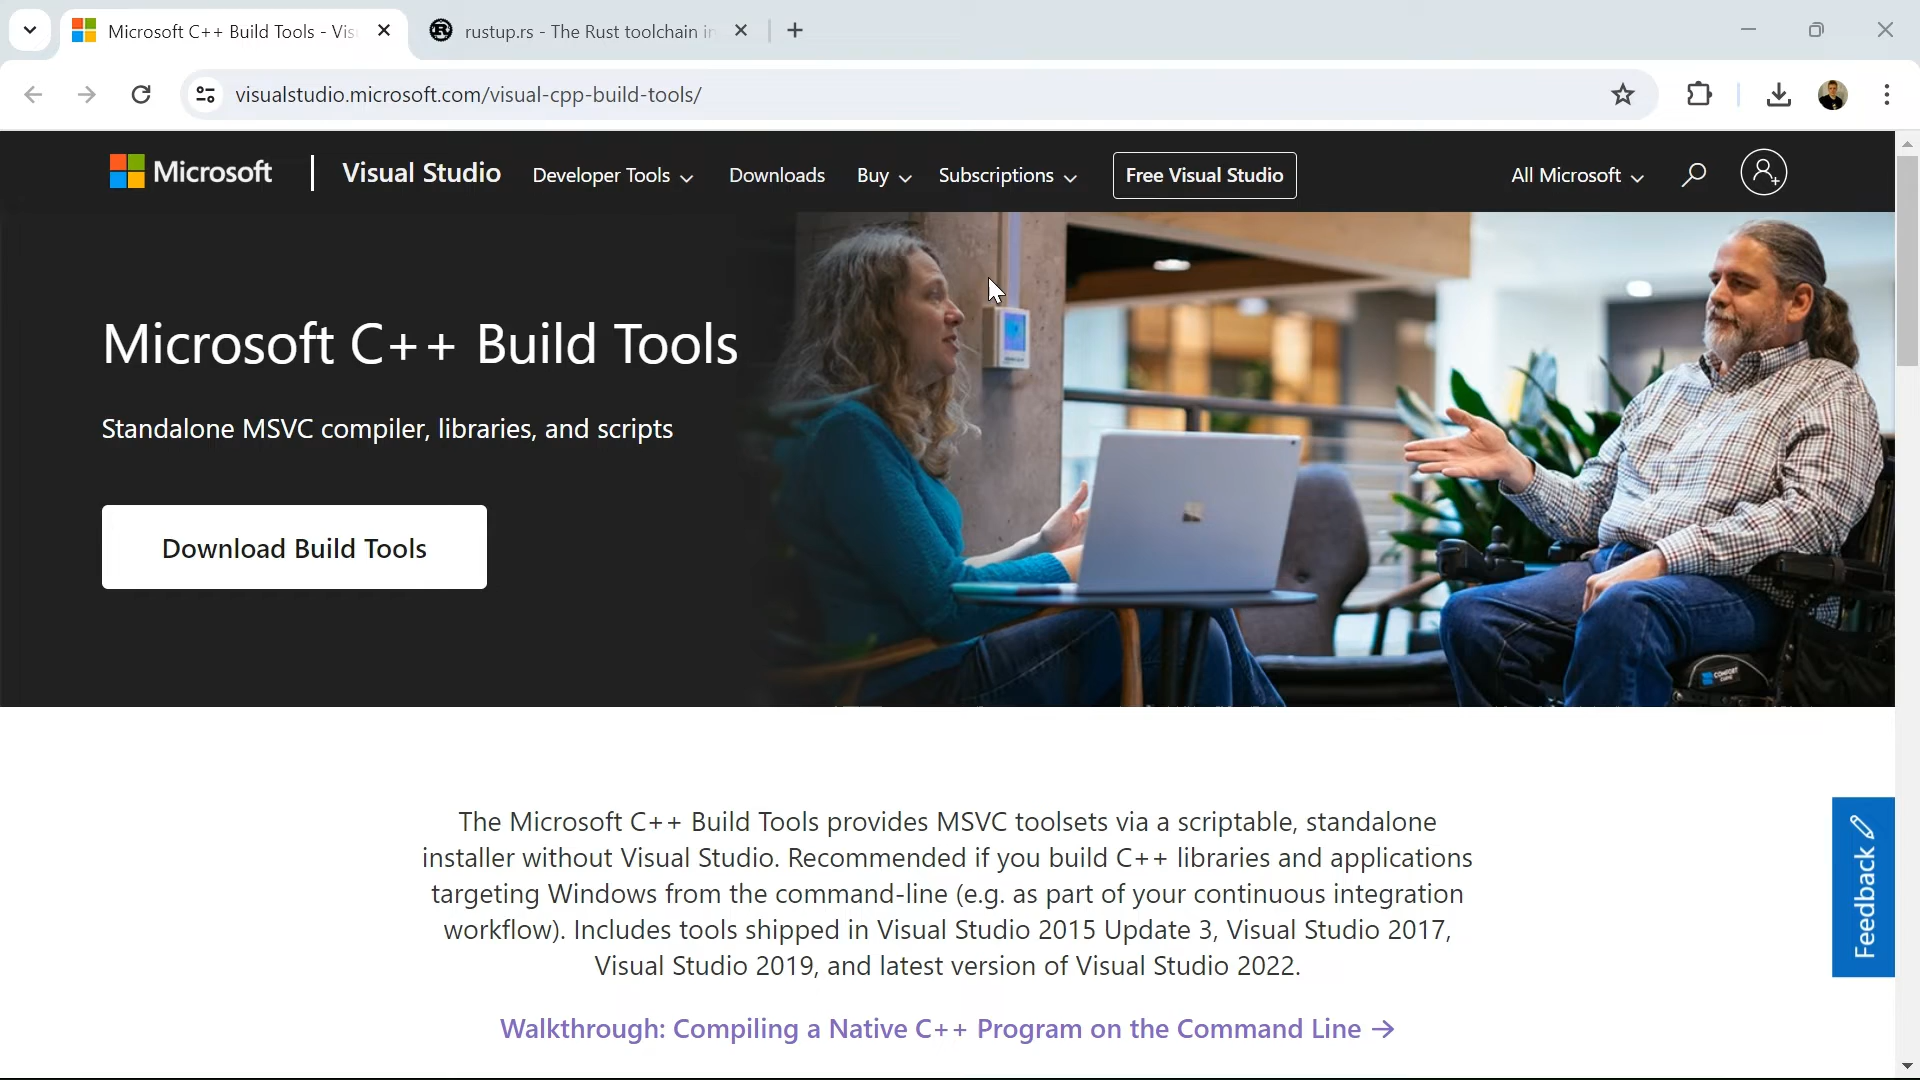 Microsoft C++ Build Tools - Vis
rustup.rs - The Rust toolchain in
visualstudio.microsoft.com/visual-cpp-build-tools/
Microsoft
Visual Studio
Developer Tools
Downloads
Buy
Subscriptions
Free Visual Studio
All Microsoft
Microsoft C++ Build Tools
Standalone MSVC compiler, libraries, and scripts
Download Build Tools
The Microsoft C++ Build Tools provides MSVC toolsets via a scriptable, standalone
installer without Visual Studio. Recommended if you build C++ libraries and applications
targeting Windows from the command-line (e.g. as part of your continuous integration
workflow). Includes tools shipped in Visual Studio 2015 Update 3, Visual Studio 2017,
Visual Studio 2019, and latest version of Visual Studio 2022.
Walkthrough: Compiling a Native C++ Program on the Command Line →
Feedback